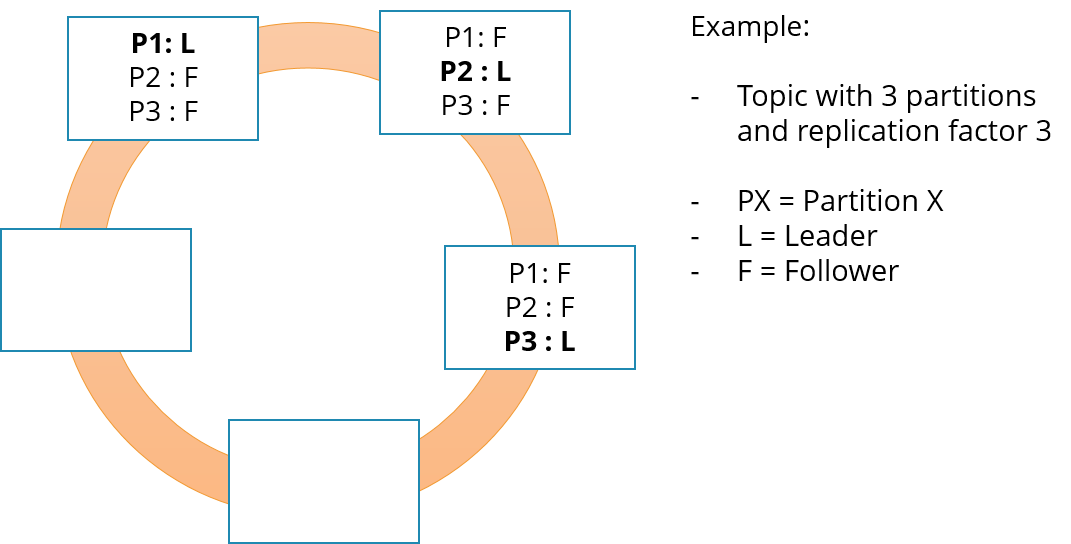 P1: L
P2 : F
P3 : F
P1: F
P2 : L
P3 : F
P1: F
P2 : F
P3 : L
Example:
- Topic with 3 partitions
and replication factor 3
- PX = Partition X
- L = Leader
- F = Follower